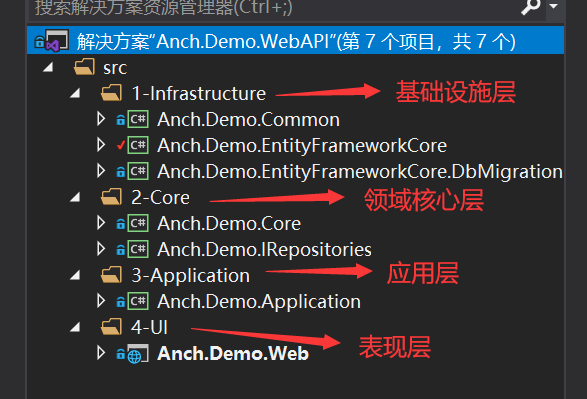 搜索解决方案资源管理器(Ctrl+;)
解决方案"Anch.Demo.WebAPI"(第 7 个项目，共 7 个)
src
1-Infrastructure 基础设施层
C# Anch.Demo.Common
C# Anch.Demo.EntityFrameworkCore
C# Anch.Demo.EntityFrameworkCore.DbMigration
2-Core 领域核心层
C# Anch.Demo.Core
C# Anch.Demo.IRepositories
3-Application 应用层
C# Anch.Demo.Application
4-UI 表现层
Anch.Demo.Web